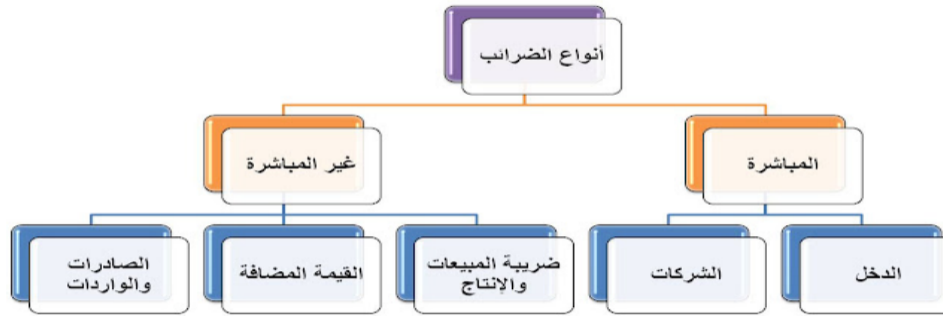 أنواع الضرائب
المباشرة
غير المباشرة
الدخل
الشركات
ضريبة المبيعات
والإنتاج
القيمة المضافة
الصادرات
والواردات